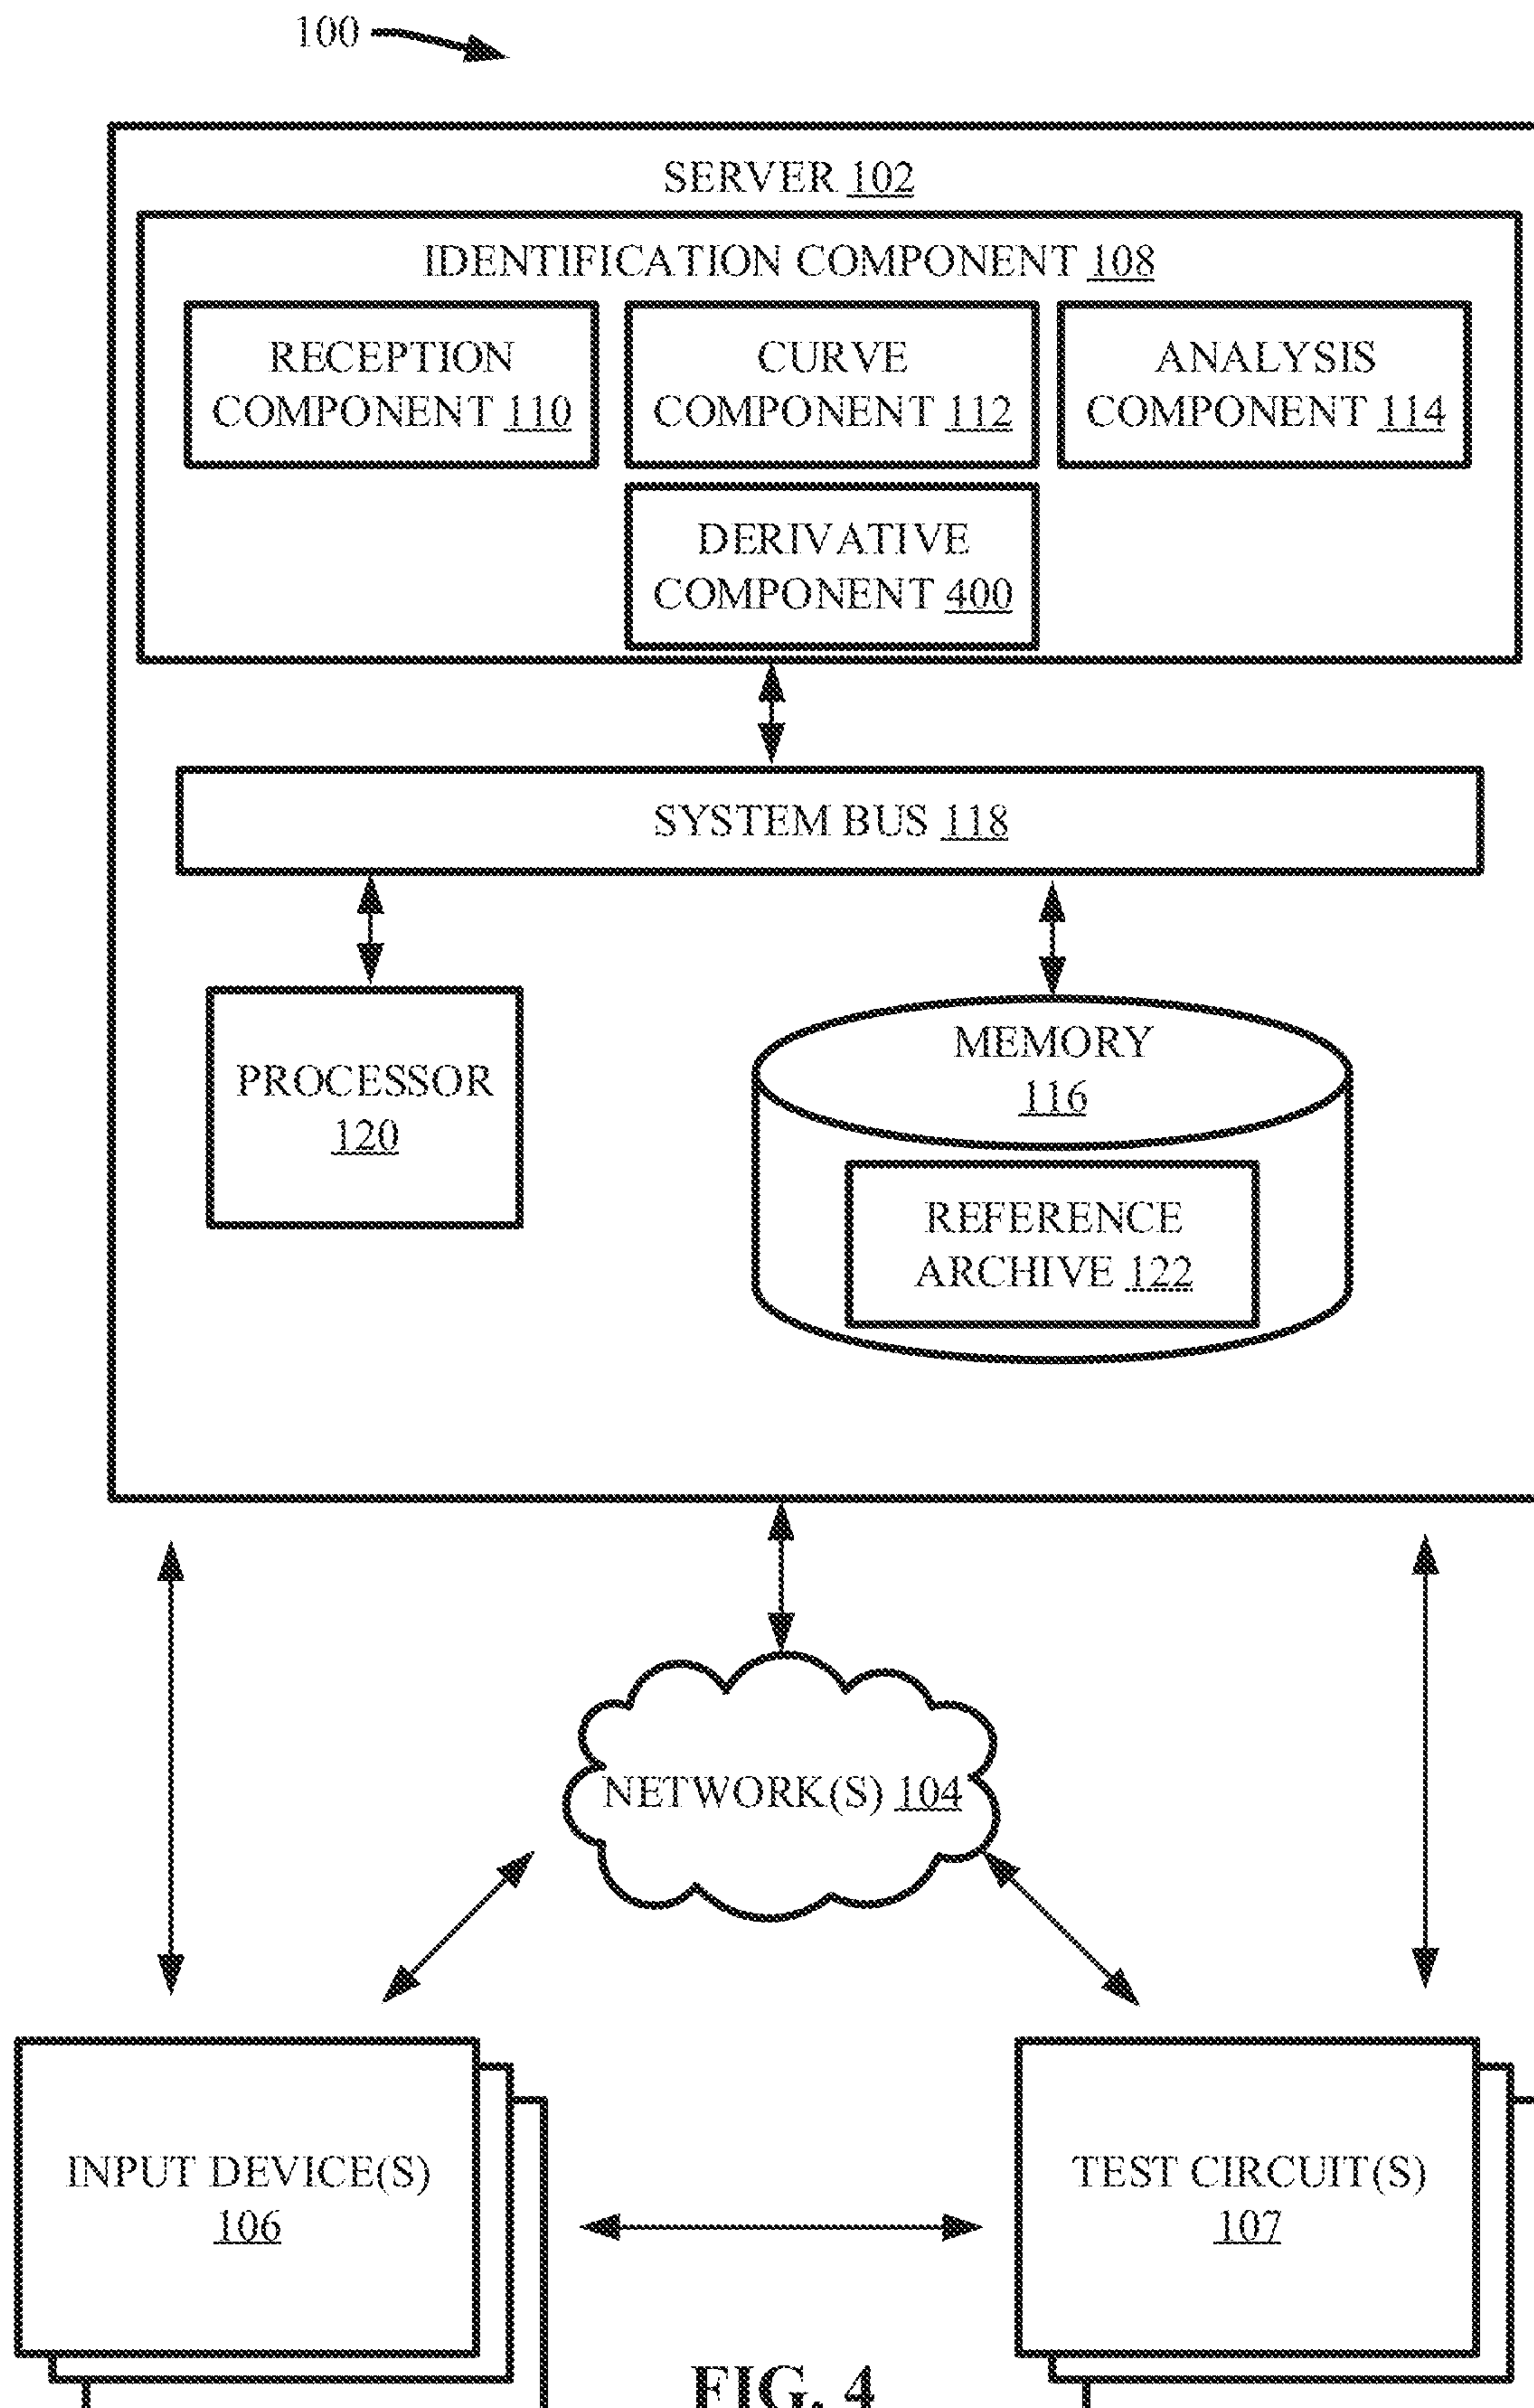 100
SERVER 102
IDENTIFICATION COMPONENT 108
RECEPTION
COMPONENT 110
CURVE
COMPONENT 112
ANALYSIS
COMPONENT 114
DERIVATIVE
COMPONENT 400
SYSTEM BUS 118
PROCESSOR
120
MEMORY
116
REFERENCE
ARCHIVE 122
NETWORK(S) 104
INPUT DEVICE(S)
106
TEST CIRCUIT(S)
107
FIG. 4